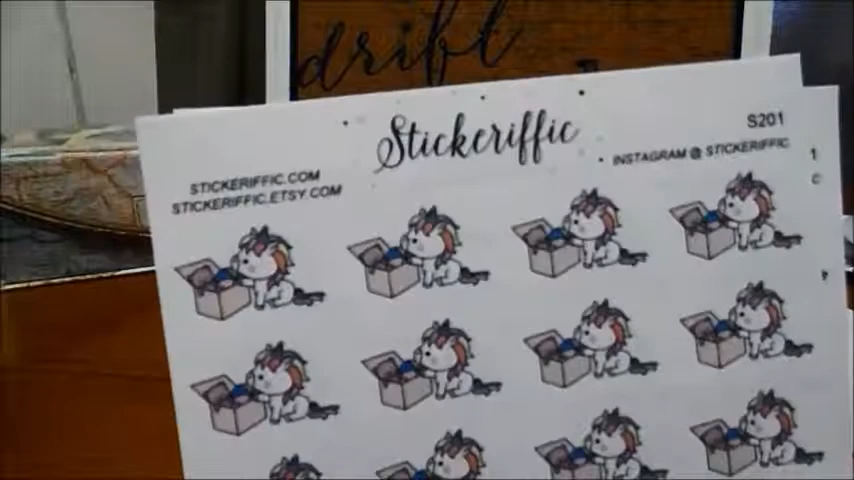 drift
Stickeriffic
S201
STICKERIFFIC.COM
INSTAGRAM @ STICKERIFFIC
STICKERIFFIC.ETSY.COM